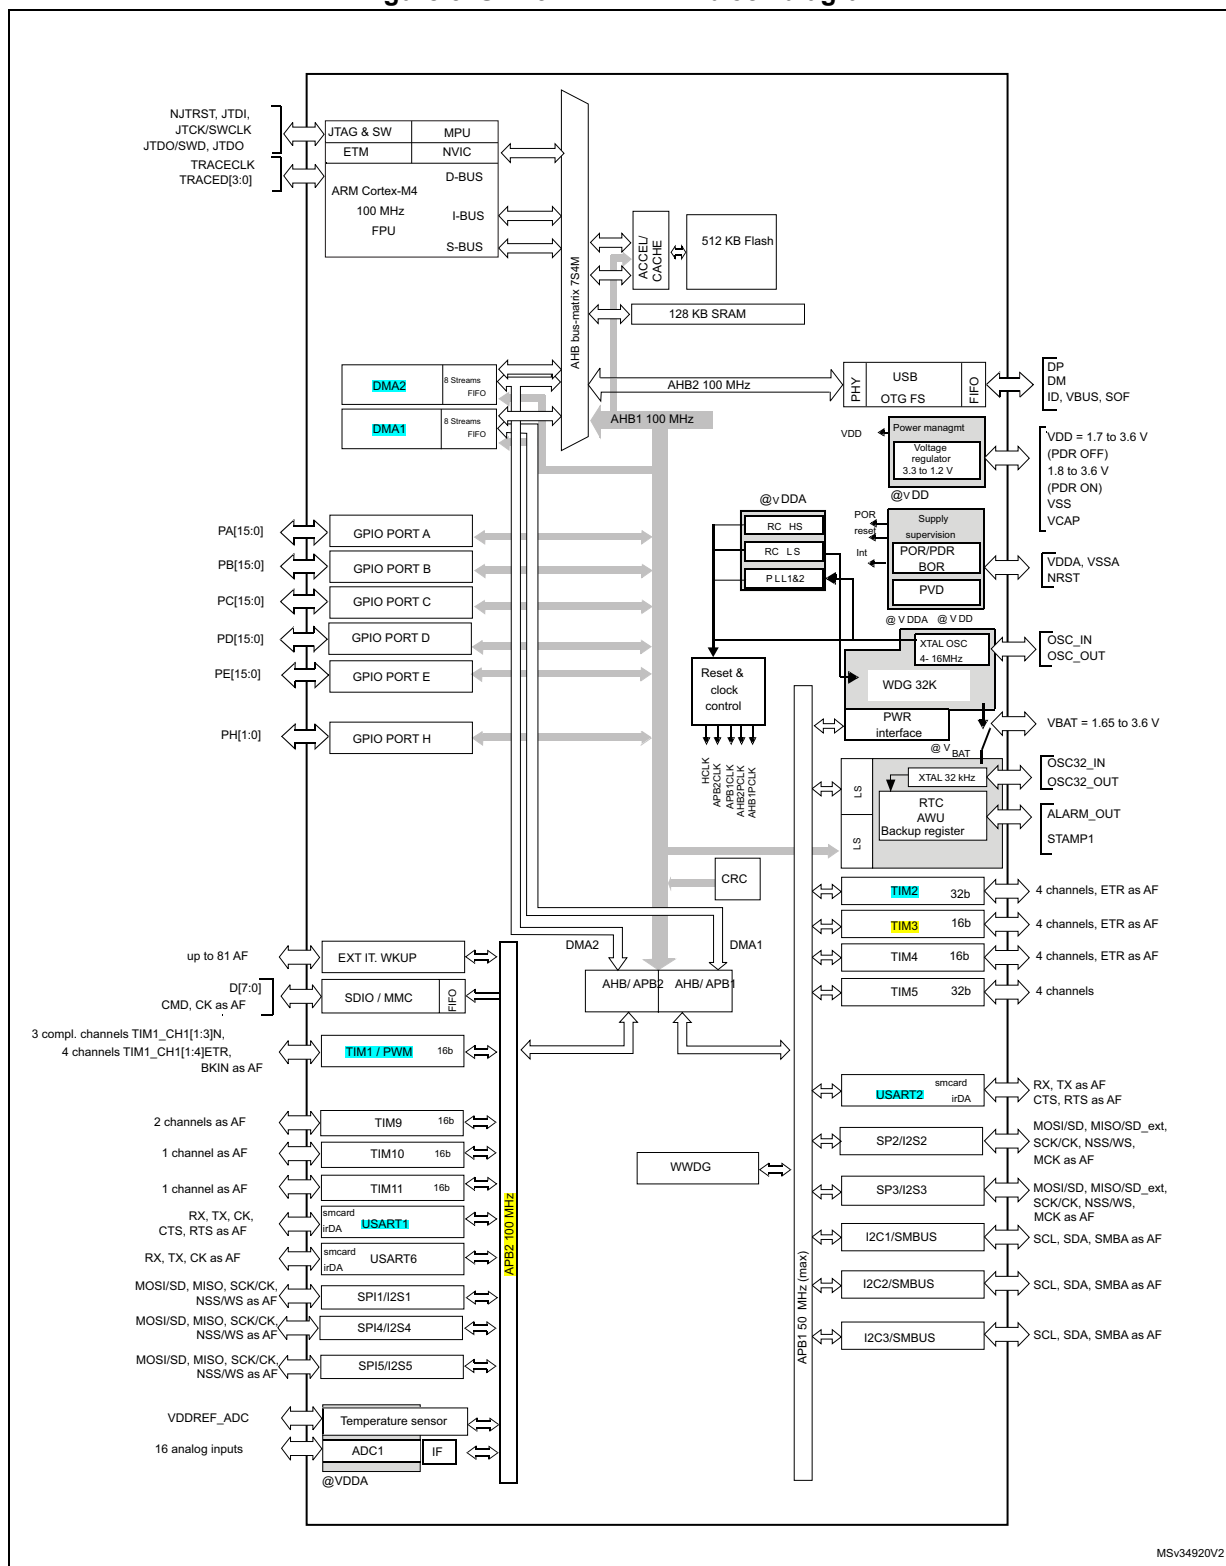 NJTRST, JTDI,
JTCK/SWCLK
JTDO/SWD, JTDO
TRACECLK
TRACED[3:0]
JTAG & SW
MPU
ETM
NVIC
D-BUS
ARM Cortex-M4
100 MHz
FPU
I-BUS
S-BUS
AHB bus-matrix 7S4M
ACCEL/
CACHE
512 KB Flash
128 KB SRAM
DMA2
8 Streams
FIFO
DMA1
8 Streams
FIFO
AHB2 100 MHz
AHB1 100 MHz
PHY
USB
OTG FS
FIFO
DP
DM
ID, VBUS, SOF
Power managmt
VDD
Voltage
regulator
3.3 to 1.2 V
@VDD
VDD = 1.7 to 3.6 V
(PDR OFF)
1.8 to 3.6 V
(PDR ON)
VSS
VCAP
@VDDA
RC HS
RC LS
PLL1&2
POR
reset
Int
Supply
supervision
POR/PDR
BOR
PVD
VDDA, VSSA
NRST
@VDDA @VDD
XTAL OSC
4- 16MHz
OSC_IN
OSC_OUT
WDG 32K
Reset &
clock
control
PWR
interface
VBAT = 1.65 to 3.6 V
@VBAT
HCLK
APB2CLK
APB1CLK
AHB2PCLK
AHB1PCLK
LS
LS
XTAL 32 kHz
OSC32_IN
OSC32_OUT
RTC
AWU
Backup register
ALARM_OUT
STAMP1
PA[15:0]
GPIO PORT A
PB[15:0]
GPIO PORT B
PC[15:0]
GPIO PORT C
PD[15:0]
GPIO PORT D
PE[15:0]
GPIO PORT E
PH[1:0]
GPIO PORT H
CRC
DMA2
DMA1
AHB/ APB2
AHB/ APB1
up to 81 AF
EXT IT. WKUP
D[7:0]
CMD, CK as AF
SDIO / MMC
FIFO
3 compl. channels TIM1_CH1[1:3]N,
4 channels TIM1_CH1[1:4]ETR,
BKIN as AF
TIM1 / PWM
16b
2 channels as AF
TIM9
16b
1 channel as AF
TIM10
16b
1 channel as AF
TIM11
16b
RX, TX, CK,
CTS, RTS as AF
smcard
irDA
USART1
RX, TX, CK as AF
smcard
irDA
USART6
MOSI/SD, MISO, SCK/CK,
NSS/WS as AF
SPI1/I2S1
MOSI/SD, MISO, SCK/CK,
NSS/WS as AF
SPI4/I2S4
MOSI/SD, MISO, SCK/CK,
NSS/WS as AF
SPI5/I2S5
VDDREF_ADC
Temperature sensor
16 analog inputs
ADC1
IF
@VDDA
APB2 100 MHz
WWDG
APB1 50 MHz (max)
TIM2
32b
4 channels, ETR as AF
TIM3
16b
4 channels, ETR as AF
TIM4
16b
4 channels, ETR as AF
TIM5
32b
4 channels
USART2
smcard
irDA
RX, TX as AF
CTS, RTS as AF
SP2/I2S2
MOSI/SD, MISO/SD_ext,
SCK/CK, NSS/WS,
MCK as AF
SP3/I2S3
MOSI/SD, MISO/SD_ext,
SCK/CK, NSS/WS,
MCK as AF
I2C1/SMBUS
SCL, SDA, SMBA as AF
I2C2/SMBUS
SCL, SDA, SMBA as AF
I2C3/SMBUS
SCL, SDA, SMBA as AF
MSv34920V2